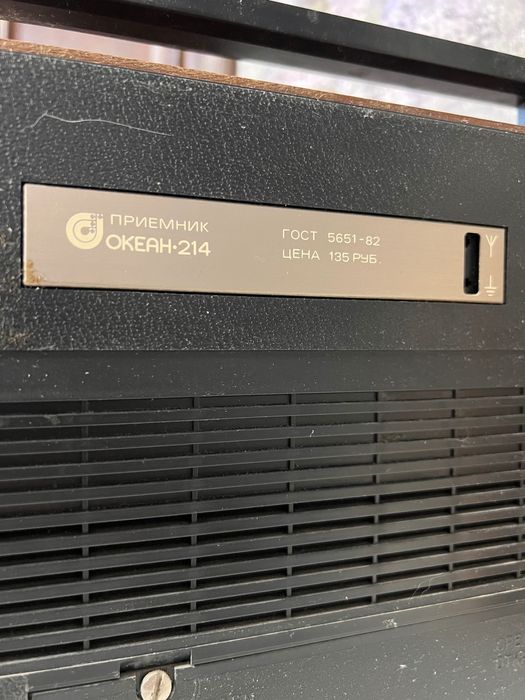 ПРИЕМНИК
ОКЕАН·214
ГОСТ 5651-82
ЦЕНА 135 РУБ.